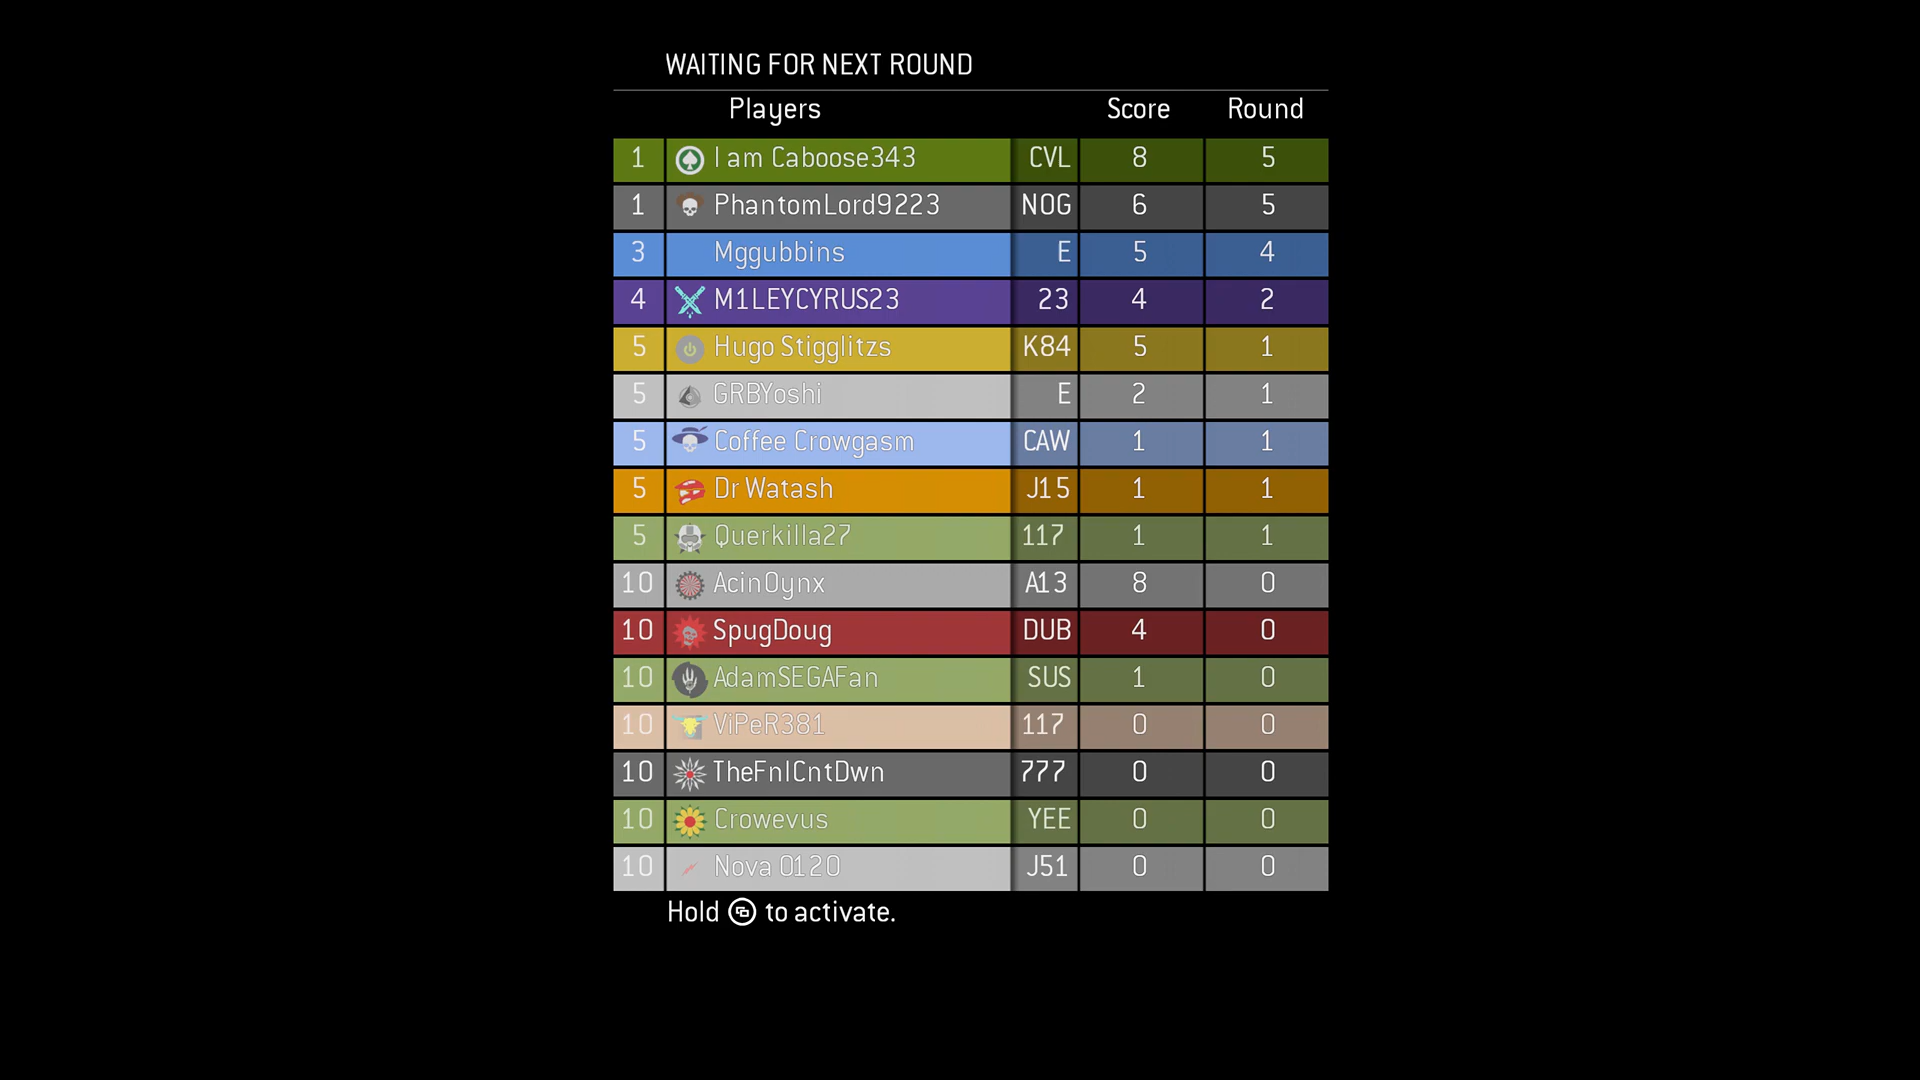 WAITING FOR NEXT ROUND
Players Score Round
1 I am Caboose343 CVL 8 5
1 PhantomLord9223 NOG 6 5
3 Mggubbins E 5 4
4 M1LEYCYRUS23 23 4 2
5 Hugo Stigglitzs K84 5 1
5 GRBYoshi E 2 1
5 Coffee Crowgasm CAW 1 1
5 Dr Watash J15 1 1
5 Querkilla27 117 1 1
10 AcinOynx A13 8 0
10 SpugDoug DUB 4 0
10 AdamSEGAFan SUS 1 0
10 ViPeR381 117 0 0
10 TheFnlCntDwn 777 0 0
10 Crowevus YEE 0 0
10 Nova 0120 J51 0 0
Hold to activate.